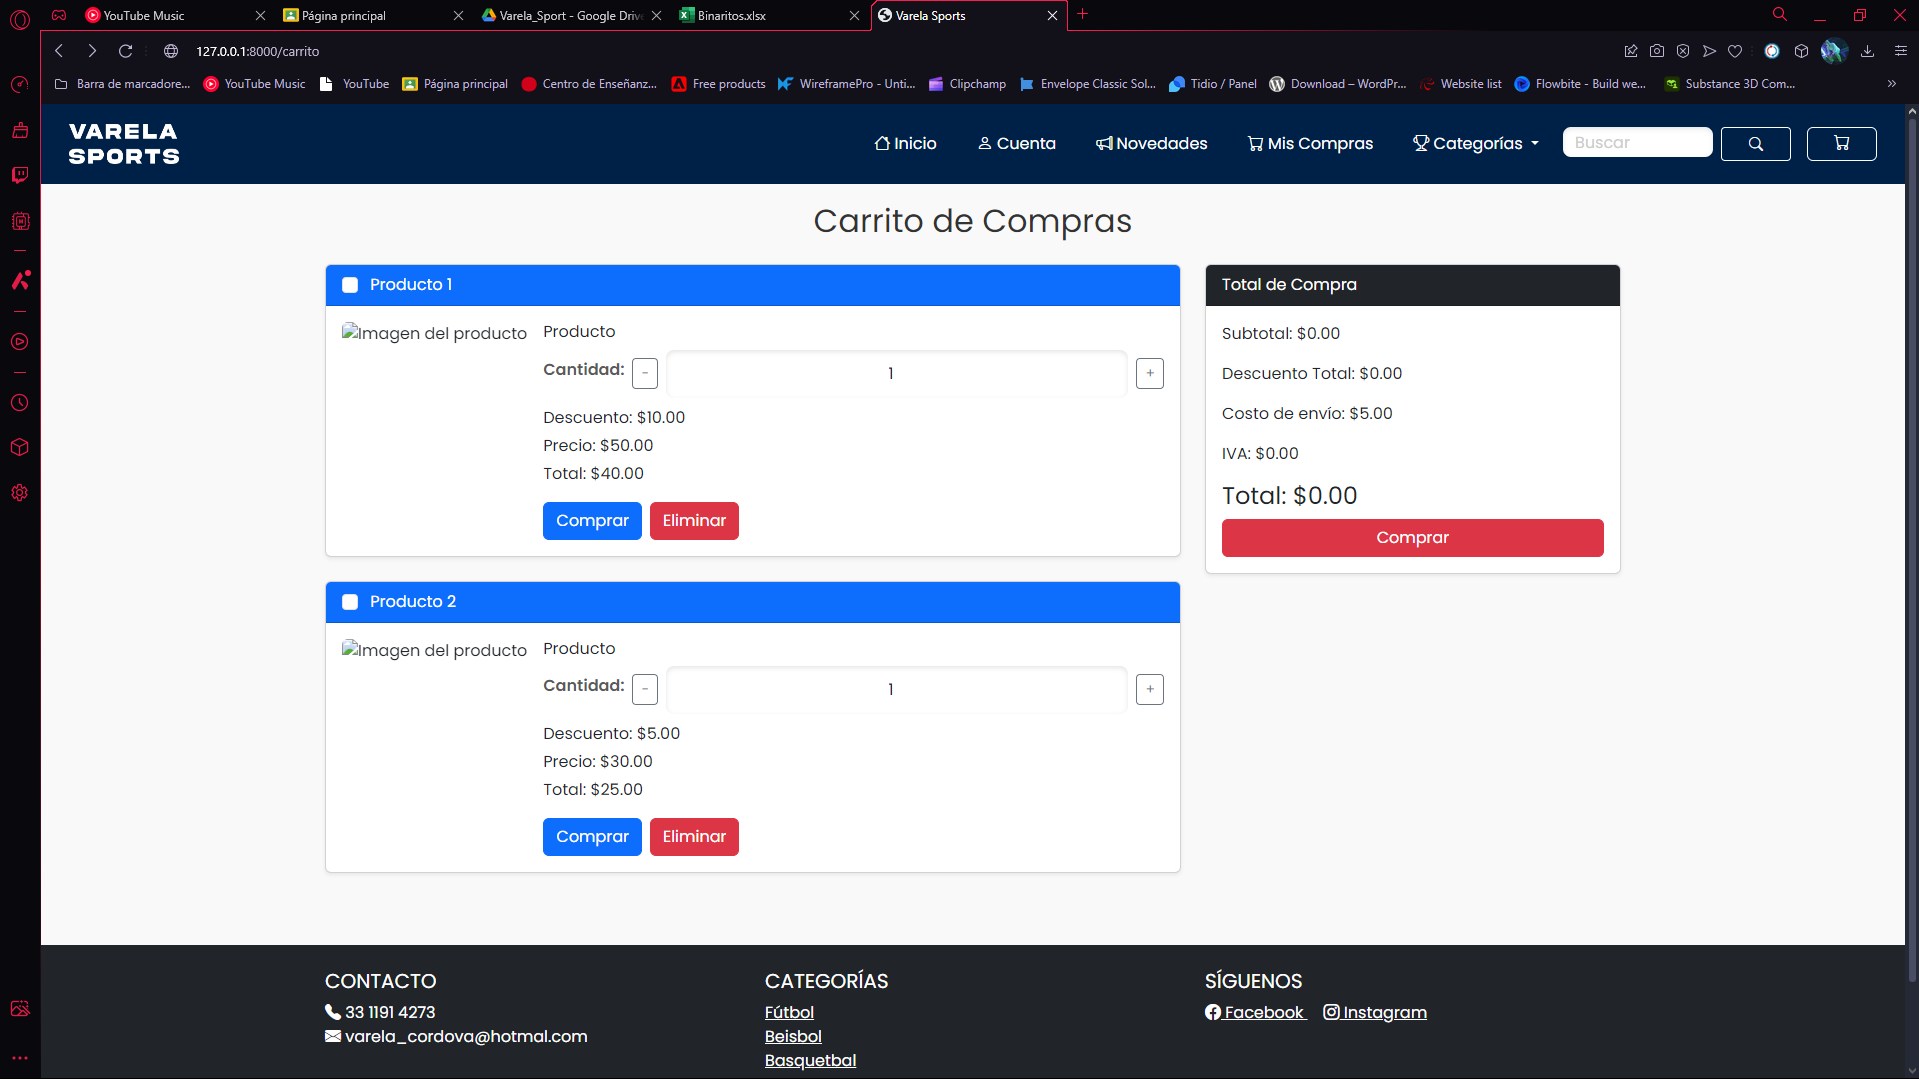 YouTube Music
Página principal
Varela_Sport - Google Drive
Binaritos.xlsx
Varela Sports
127.0.0.1:8000/carrito
Barra de marcadore...
YouTube Music
YouTube
Página principal
Centro de Enseñanz...
Free products
WireframePro - Unti...
Clipchamp
Envelope Classic Sol...
Tidio / Panel
Download – WordPr...
Website list
Flowbite - Build we...
Substance 3D Com...
VARELA
SPORTS
Inicio
Cuenta
Novedades
Mis Compras
Categorías
Buscar
Carrito de Compras
Producto 1
Imagen del producto
Producto
Cantidad: - 1 +
Descuento: $10.00
Precio: $50.00
Total: $40.00
Comprar
Eliminar
Producto 2
Imagen del producto
Producto
Cantidad: - 1 +
Descuento: $5.00
Precio: $30.00
Total: $25.00
Comprar
Eliminar
Total de Compra
Subtotal: $0.00
Descuento Total: $0.00
Costo de envío: $5.00
IVA: $0.00
Total: $0.00
Comprar
CONTACTO
33 1191 4273
varela_cordova@hotmal.com
CATEGORÍAS
Fútbol
Beisbol
Basquetbal
SÍGUENOS
Facebook
Instagram